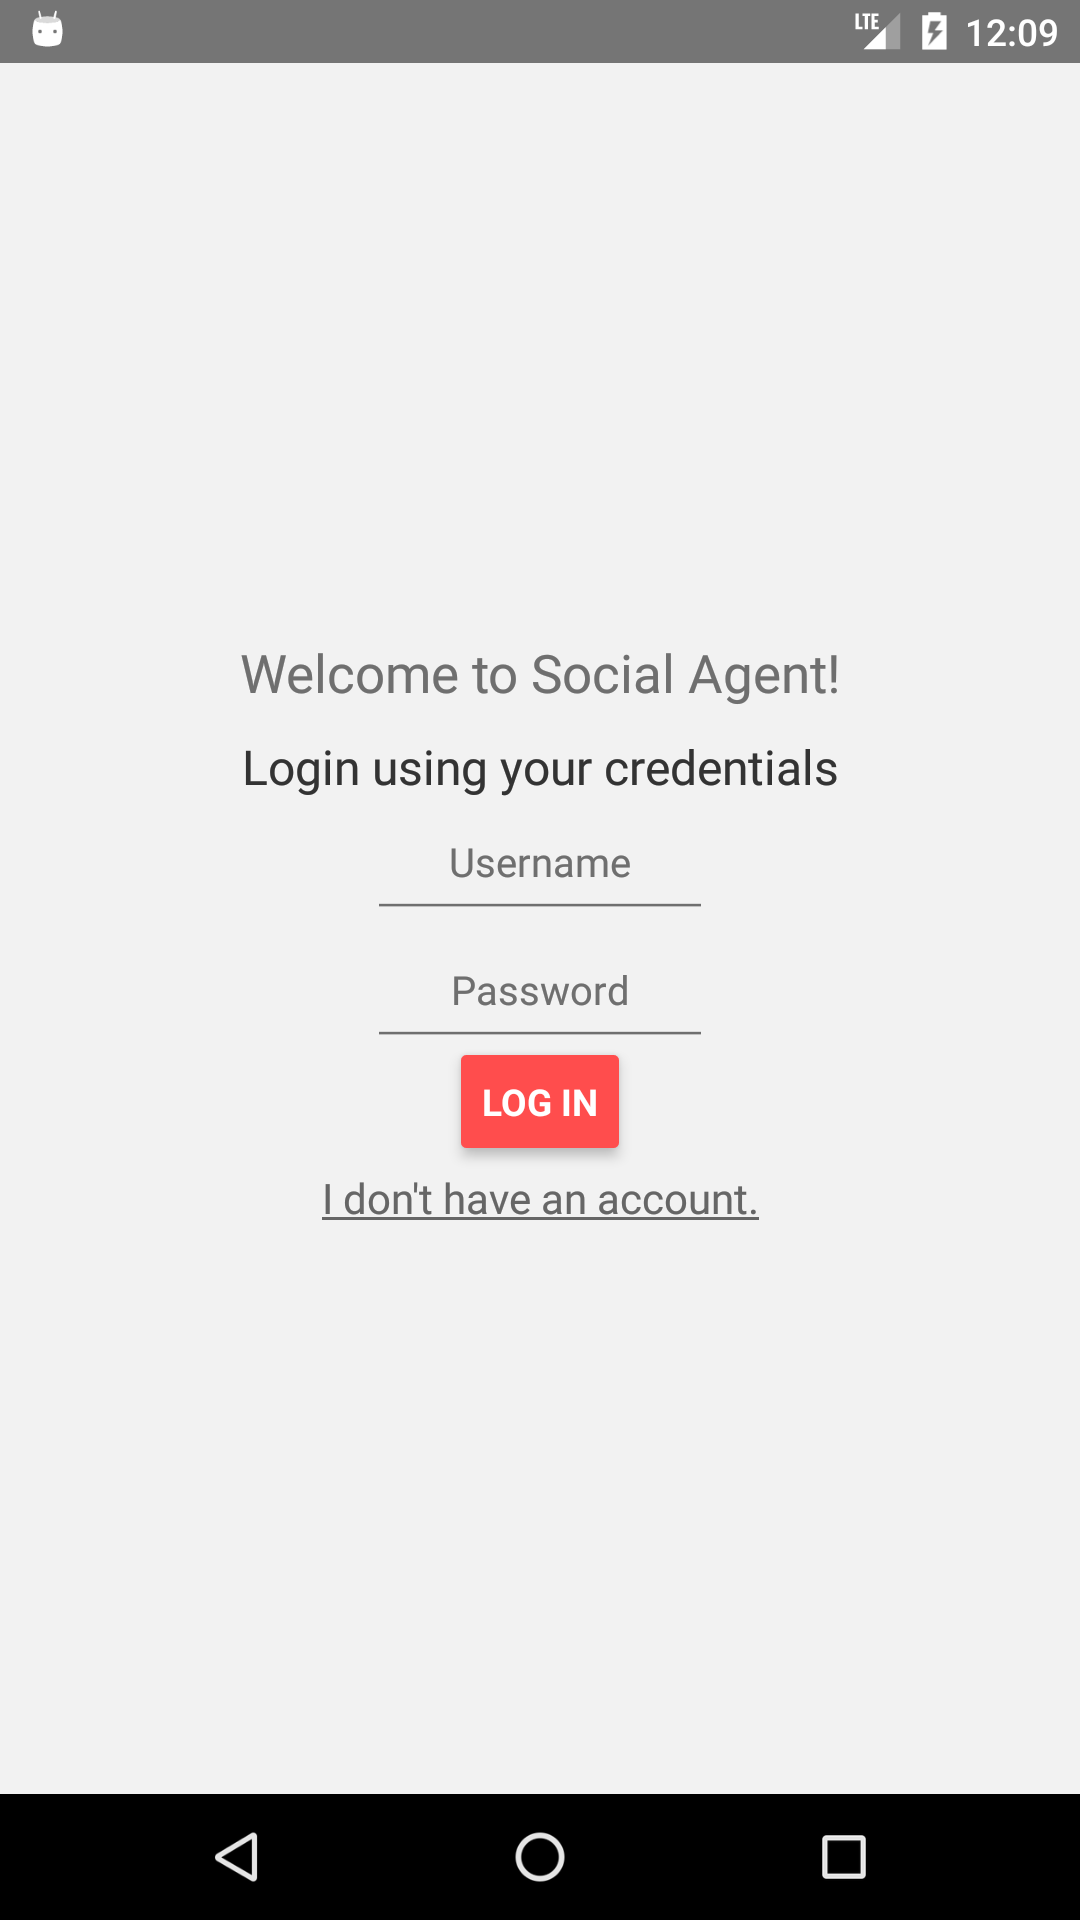 LTE 12:09
Welcome to Social Agent!
Login using your credentials
Username
Password
LOG IN
I don't have an account.